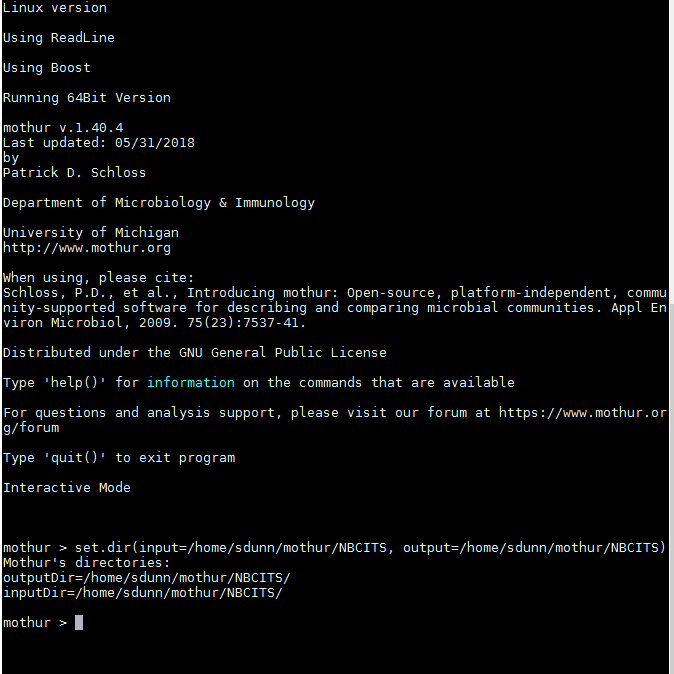 Linux version
Using ReadLine
Using Boost
Running 64Bit Version
mothur v.1.40.4
Last updated: 05/31/2018
by
Patrick D. Schloss
Department of Microbiology & Immunology
University of Michigan
http://www.mothur.org
When using, please cite:
Schloss, P.D., et al., Introducing mothur: Open-source, platform-independent, commu
nity-supported software for describing and comparing microbial communities. Appl En
viron Microbiol, 2009. 75(23):7537-41.
Distributed under the GNU General Public License
Type 'help()' for information on the commands that are available
For questions and analysis support, please visit our forum at https://www.mothur.or
g/forum
Type 'quit()' to exit program
Interactive Mode
mothur > set.dir(input=/home/sdunn/mothur/NBCITS, output=/home/sdunn/mothur/NBCITS)
Mothur's directories:
outputDir=/home/sdunn/mothur/NBCITS/
inputDir=/home/sdunn/mothur/NBCITS/
mothur >